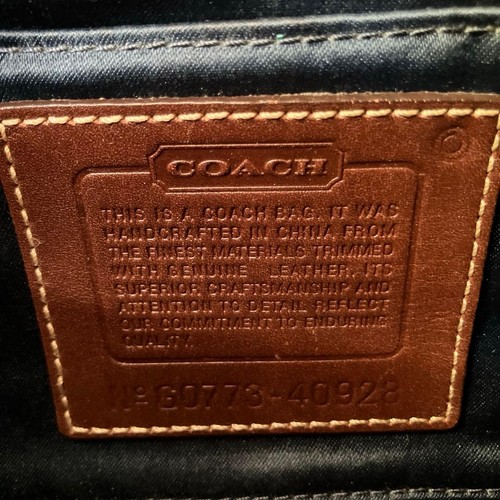 COACH
THIS IS A COACH BAG. IT WAS
HANDCRAFTED IN CHINA FROM
THE FINEST MATERIALS TRIMMED
WITH GENUINE LEATHER. ITS
SUPERIOR CRAFTSMANSHIP AND
ATTENTION TO DETAIL REFLECT
OUR COMMITMENT TO ENDURING
QUALITY.
Nº G0773-40928